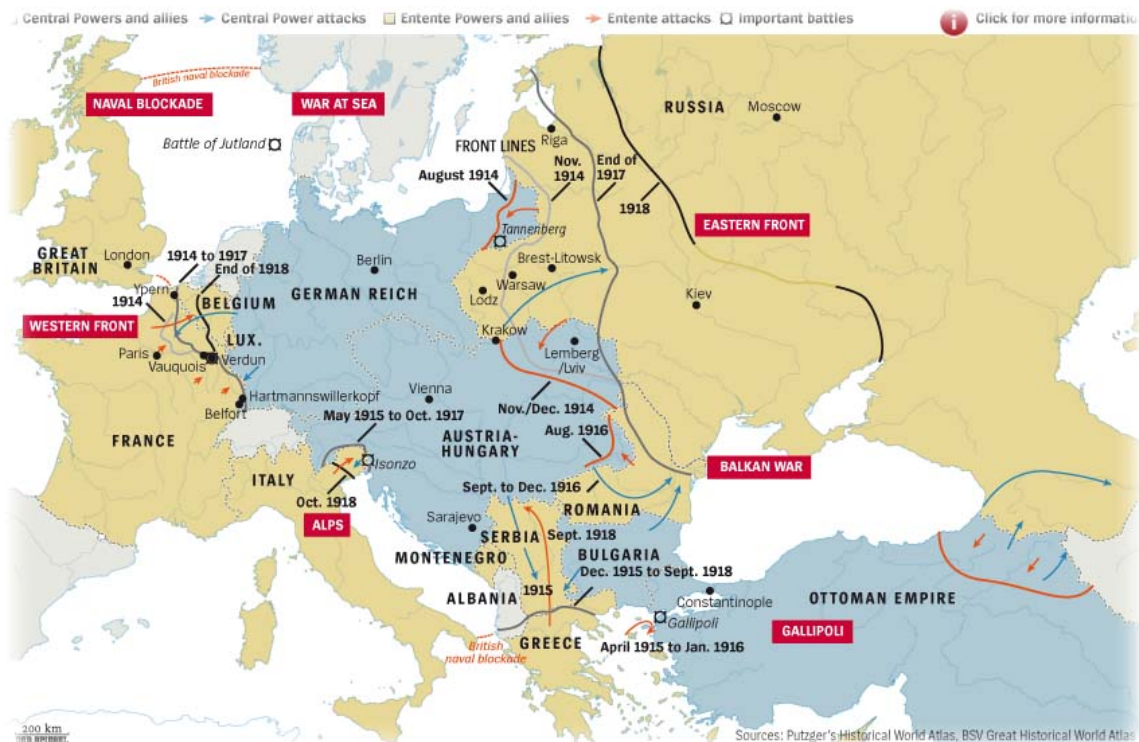 Central Powers and allies
Central Power attacks
Entente Powers and allies
Entente attacks
Important battles
i
Click for more informatio
British naval blockade
NAVAL BLOCKADE
WAR AT SEA
RUSSIA
Moscow
Battle of Jutland
Riga
FRONT LINES
August 1914
Nov.
1914
End of
1917
1918
Tannenberg
EASTERN FRONT
GREAT
BRITAIN
London
1914 to 1917
End of 1918
Berlin
Brest-Litowsk
Ypern
1914
BELGIUM
GERMAN REICH
Warsaw
Lodz
Kiev
WESTERN FRONT
LUX.
Krakow
Paris
Verdun
Vauquois
Lemberg
/Lviv
Hartmannswillerkopf
Belfort
Vienna
May 1915 to Oct. 1917
Nov./Dec. 1914
FRANCE
AUSTRIA-
HUNGARY
Aug. 1916
Isonzo
ITALY
BALKAN WAR
Oct. 1918
Sept. to Dec. 1916
ALPS
ROMANIA
Sarajevo
SERBIA
Sept. 1918
MONTENEGRO
BULGARIA
Dec. 1915 to Sept. 1918
1915
ALBANIA
Constantinople
OTTOMAN EMPIRE
Gallipoli
GALLIPOLI
GREECE
April 1915 to Jan. 1916
British
naval blockade
200 km
Sources: Putzger's Historical World Atlas, BSV Great Historical World Atlas